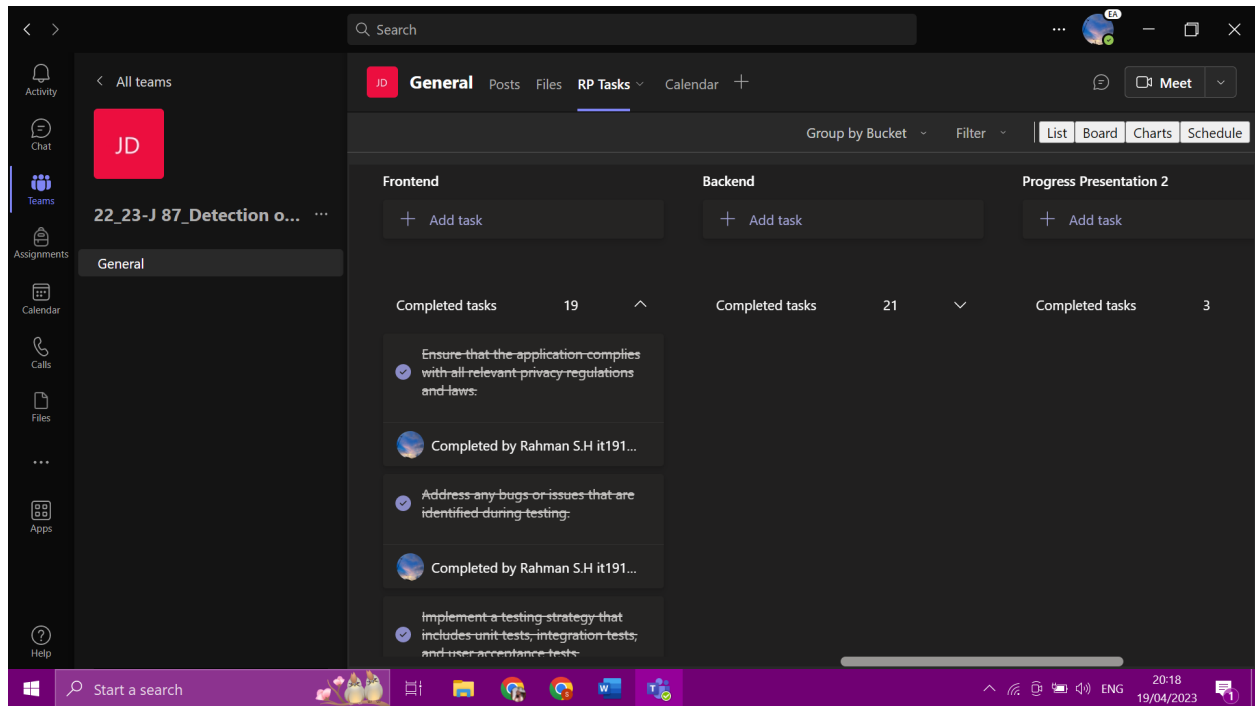 Search
EA
Activity
Chat
Teams
Assignments
Calendar
Calls
Files
Apps
Help
All teams
JD
22_23-J 87_Detection o...
General
JD
General Posts Files RP Tasks Calendar
Meet
Group by Bucket Filter List Board Charts Schedule
Frontend
Add task
Completed tasks 19
Ensure that the application complies
with all relevant privacy regulations
and laws.
Completed by Rahman S.H it191...
Address any bugs or issues that are
identified during testing.
Completed by Rahman S.H it191...
Implement a testing strategy that
includes unit tests, integration tests,
and user acceptance tests.
Backend
Add task
Completed tasks 21
Progress Presentation 2
Add task
Completed tasks 3
Start a search
ENG
20:18
19/04/2023
1